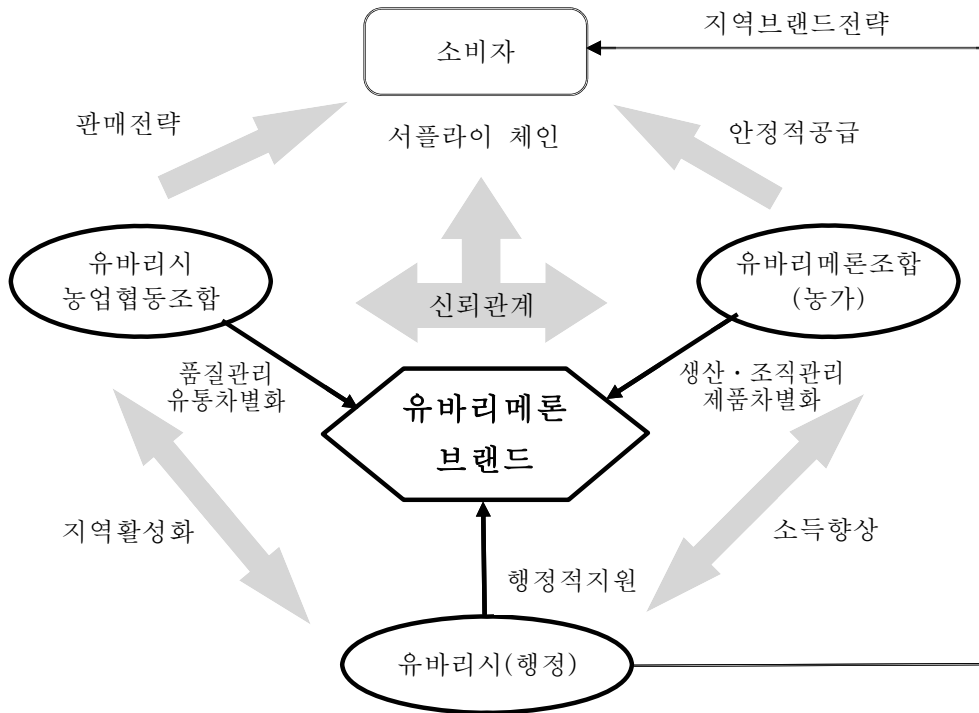 지역브랜드전략
소비자
판매전략
서플라이 체인
안정적공급
유바리시
농업협동조합
유바리메론조합
(농가)
신뢰관계
품질관리
유통차별화
생산·조직관리
제품차별화
유바리메론
브랜드
지역활성화
소득향상
행정적지원
유바리시(행정)